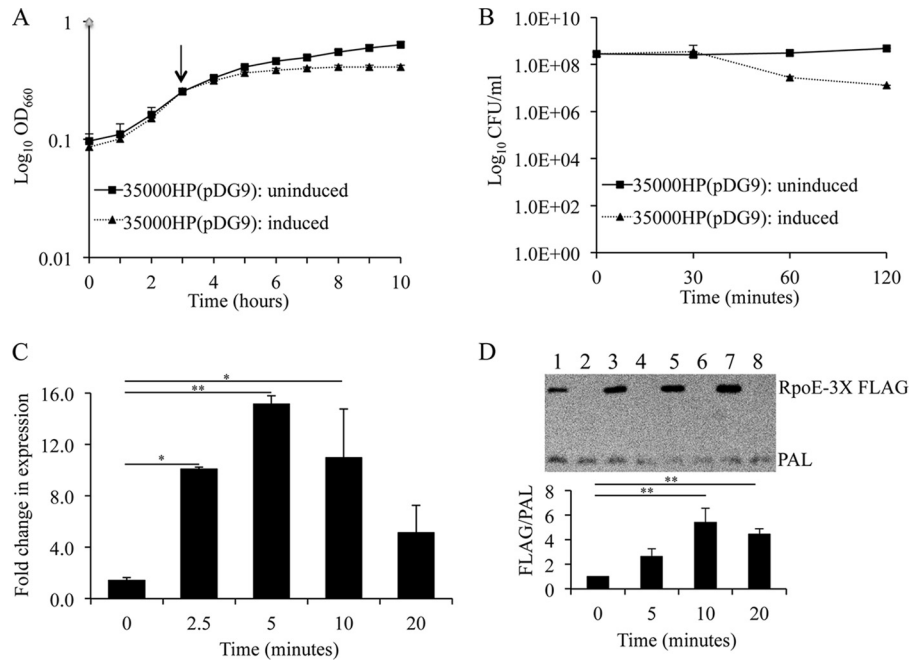 A
1
0.1
0.01
Log10 OD660
35000HP(pDG9): uninduced
35000HP(pDG9): induced
0 2 4 6 8 10
Time (hours)
B
1.0E+10
1.0E+08
1.0E+06
1.0E+04
1.0E+02
1.0E+00
Log10 CFU/ml
35000HP(pDG9): uninduced
35000HP(pDG9): induced
0 30 60 120
Time (minutes)
C
*
**
*
16.0
12.0
8.0
4.0
0.0
Fold change in expression
0 2.5 5 10 20
Time (minutes)
D
1 2 3 4 5 6 7 8
RpoE-3X FLAG
PAL
**
**
8
6
4
2
0
FLAG/PAL
0 5 10 20
Time (minutes)